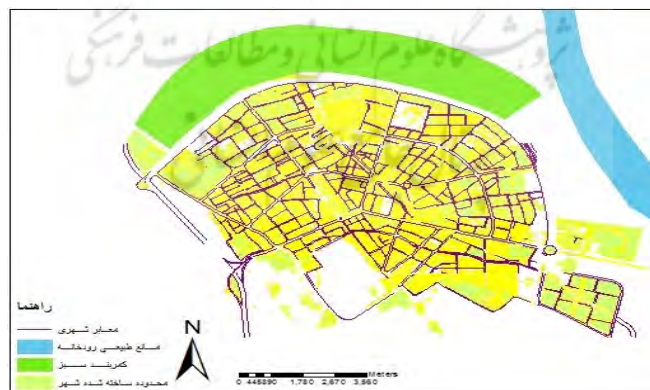 پژوهشگاه علوم انسانی و مطالعات فرهنگی
راهنما
معابر شهری
مانع طبیعی رودخانه
کمربند سبز
محدوده ساخته شده شهر
N
Meters
0 445890 1,780 2,670 3,560